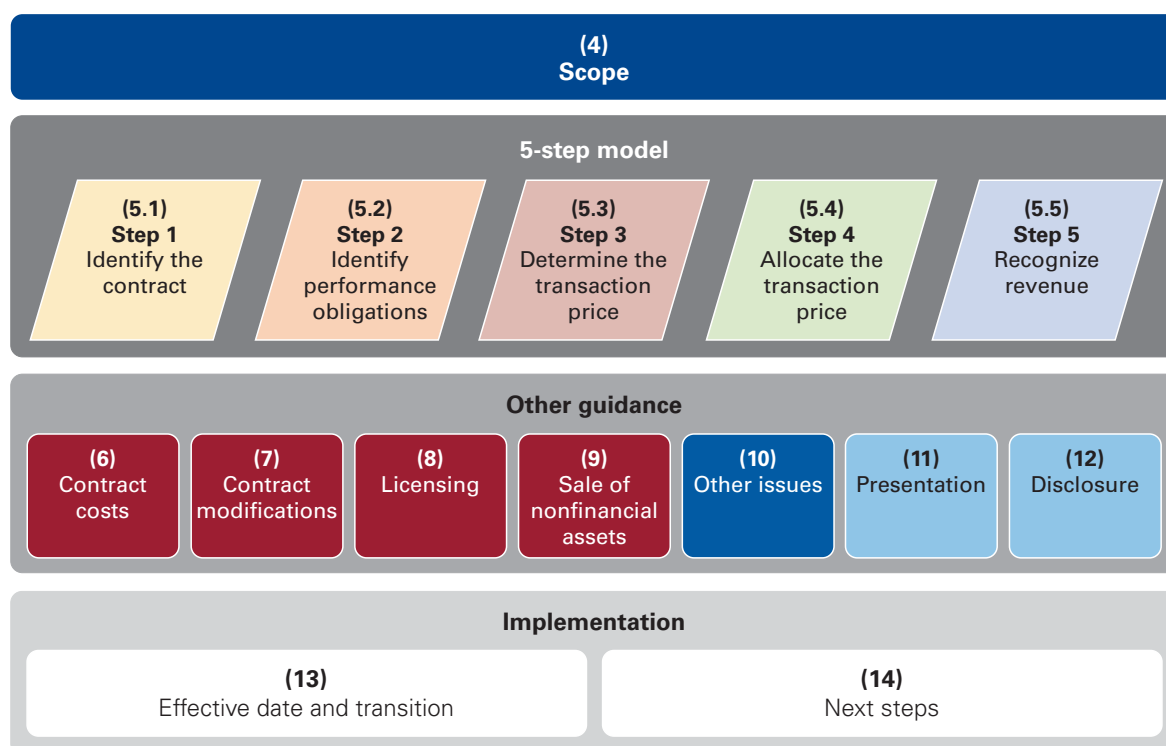 (4)
Scope
5-step model
(5.1)
Step 1
Identify the
contract
(5.2)
Step 2
Identify
performance
obligations
(5.3)
Step 3
Determine the
transaction
price
(5.4)
Step 4
Allocate the
transaction
price
(5.5)
Step 5
Recognize
revenue
Other guidance
(6)
Contract
costs
(7)
Contract
modifications
(8)
Licensing
(9)
Sale of
nonfinancial
assets
(10)
Other issues
(11)
Presentation
(12)
Disclosure
Implementation
(13)
Effective date and transition
(14)
Next steps